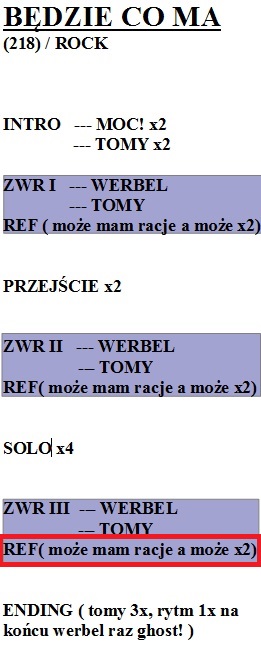 BĘDZIE CO MA
(218) / ROCK
INTRO --- MOC! x2
--- TOMY x2
ZWR I --- WERBEL
--- TOMY
REF ( może mam racje a może x2)
PRZEJŚCIE x2
ZWR II --- WERBEL
--- TOMY
REF( może mam racje a może x2)
SOLO x4
ZWR III --- WERBEL
--- TOMY
REF( może mam racje a może x2)
ENDING ( tomy 3x, rytm 1x na
końcu werbel raz ghost! )